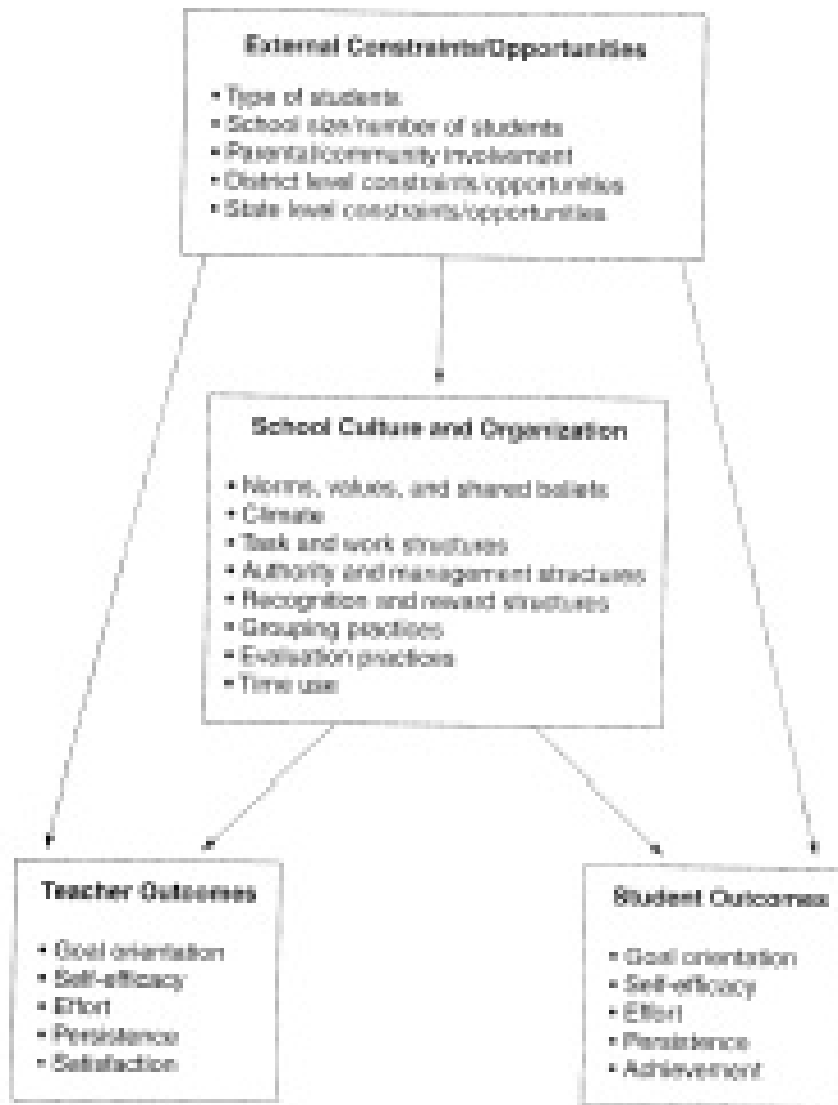 External Constraints/Opportunities
• Type of students
• School size/number of students
• Parental/community involvement
• District level constraints/opportunities
• State level constraints/opportunities
School Culture and Organization
• Norms, values, and shared beliefs
• Climate
• Task and work structures
• Authority and management structures
• Recognition and reward structures
• Grouping practices
• Evaluation practices
• Time use
Teacher Outcomes
• Goal orientation
• Self-efficacy
• Effort
• Persistence
• Satisfaction
Student Outcomes
• Goal orientation
• Self-efficacy
• Effort
• Persistence
• Achievement